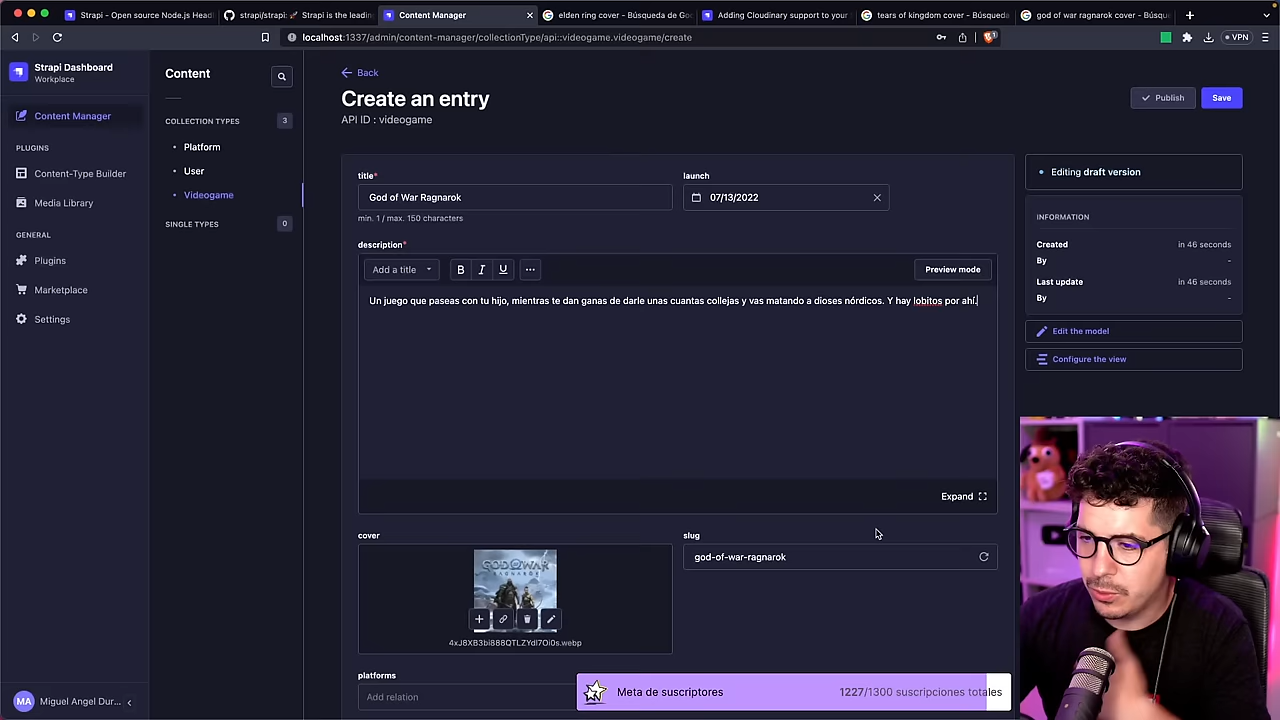 Strapi - Open source Node.js Head
strapi/strapi: 🚀 Strapi is the leadin
Content Manager
elden ring cover - Búsqueda de Go
Adding Cloudinary support to your
tears of kingdom cover - Búsqueda
god of war ragnarok cover - Búsqu
localhost:1337/admin/content-manager/collectionType/api::videogame.videogame/create
VPN
Strapi Dashboard
Workplace
Content Manager
PLUGINS
Content-Type Builder
Media Library
GENERAL
Plugins
Marketplace
Settings
MA
Miguel Angel Dur...
Content
COLLECTION TYPES
3
Platform
User
Videogame
SINGLE TYPES
0
Back
Create an entry
API ID : videogame
Publish
Save
title*
God of War Ragnarok
min. 1 / max. 150 characters
launch
07/13/2022
description*
Add a title
B I U
Preview mode
Un juego que paseas con tu hijo, mientras te dan ganas de darle unas cuantas collejas y vas matando a dioses nórdicos. Y hay lobitos por ahí.
Expand
cover
GOD OF WAR
RAGNARÖK
4xJ8XB3bi888QTLZYdl7Oi0s.webp
slug
god-of-war-ragnarok
platforms
Add relation
Editing draft version
INFORMATION
Created
in 46 seconds
By
-
Last update
in 46 seconds
By
-
Edit the model
Configure the view
Meta de suscriptores
1227/1300 suscripciones totales